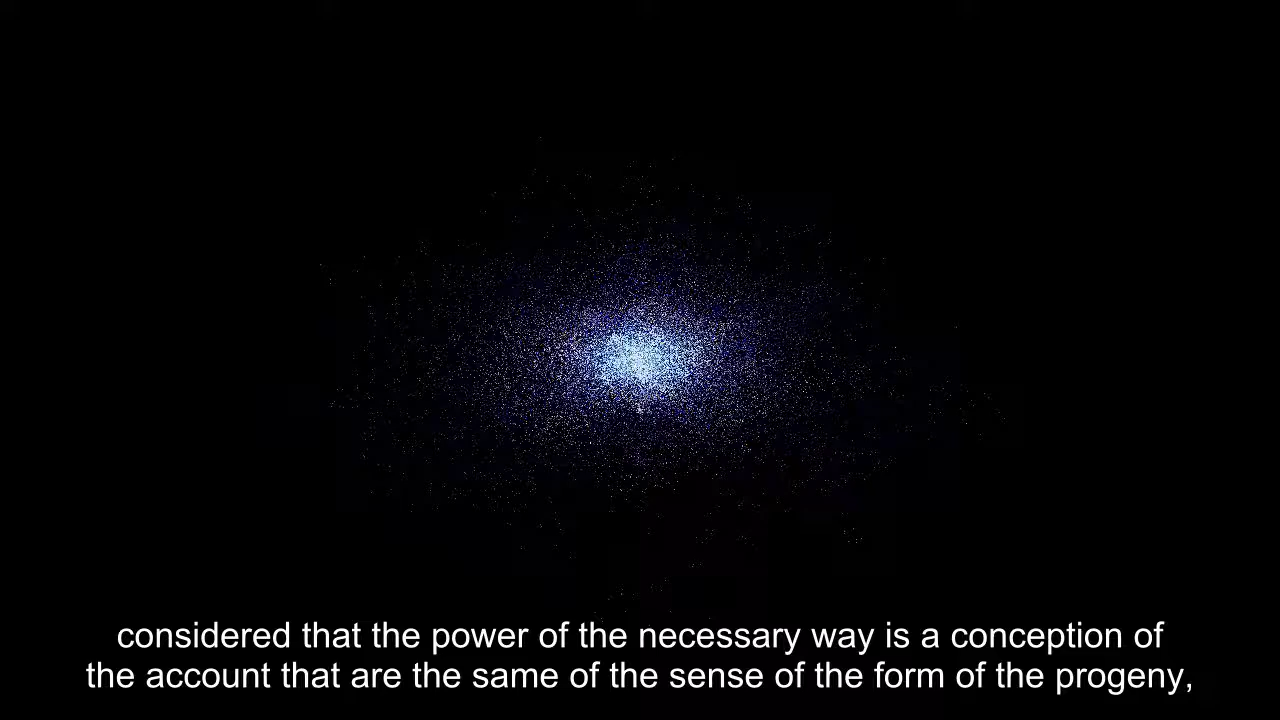 considered that the power of the necessary way is a conception of
the account that are the same of the sense of the form of the progeny,